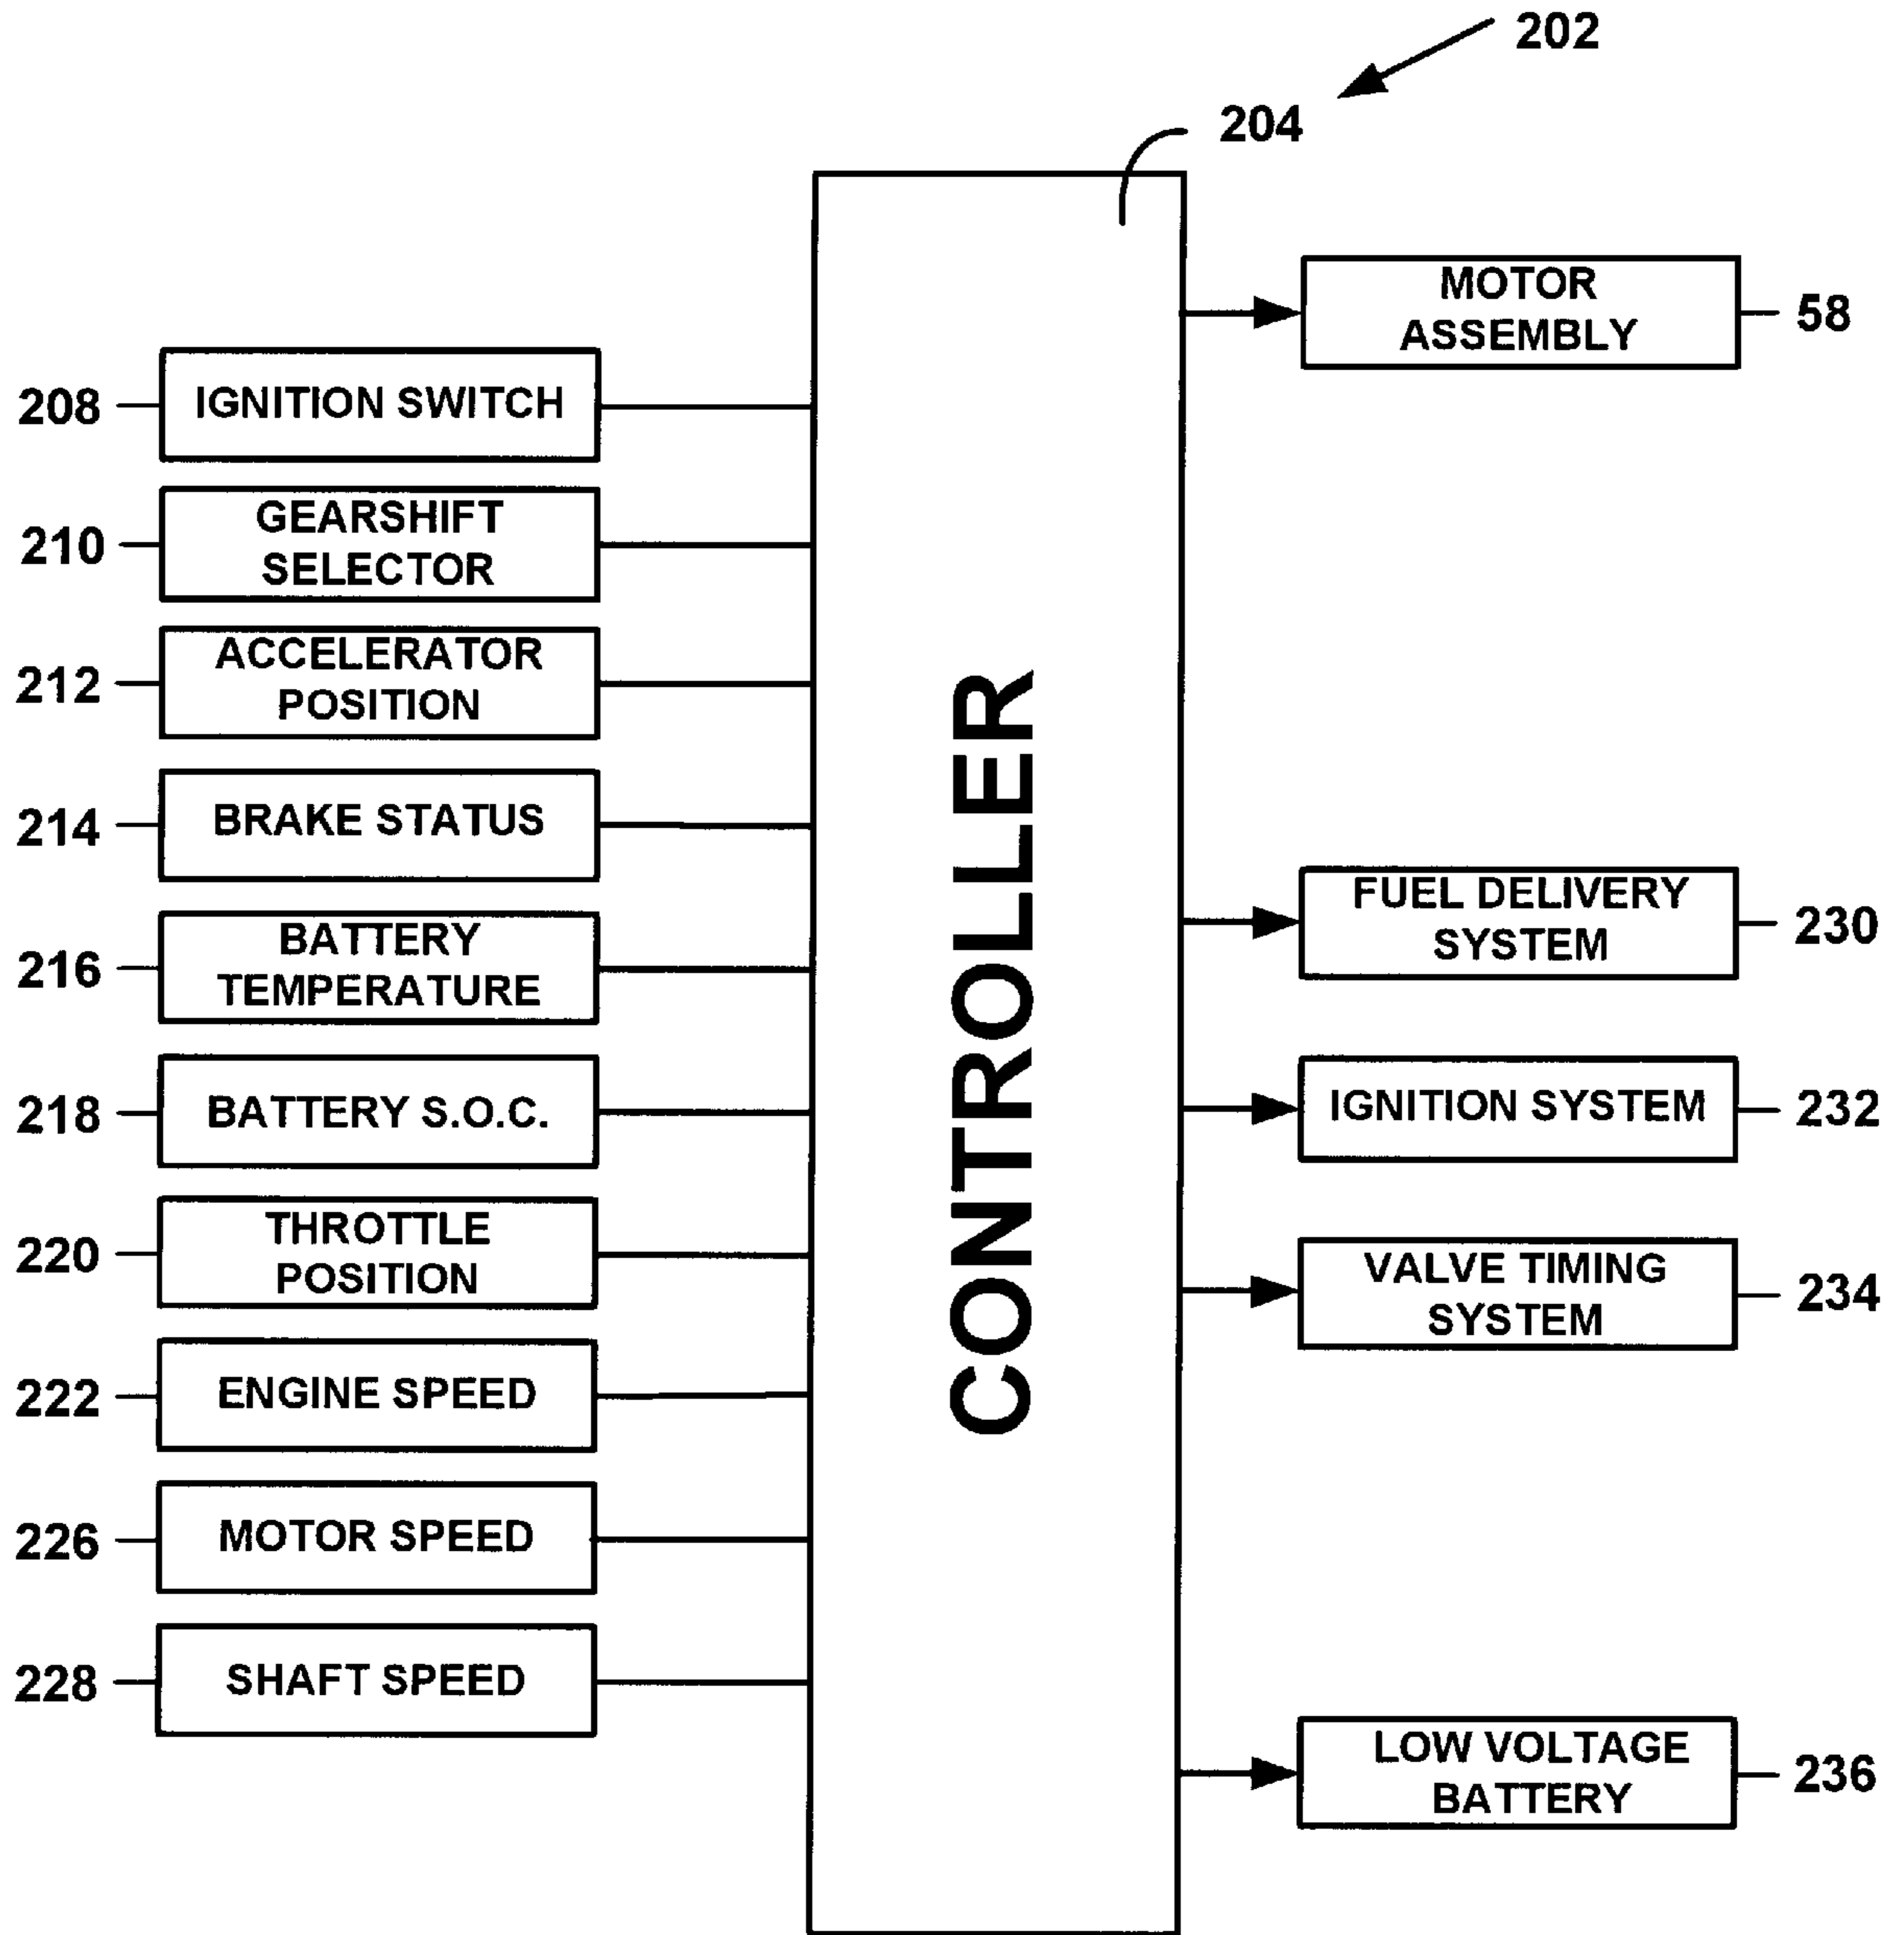 202
204
MOTOR
ASSEMBLY
58
208
IGNITION SWITCH
210
GEARSHIFT
SELECTOR
212
ACCELERATOR
POSITION
214
BRAKE STATUS
216
BATTERY
TEMPERATURE
218
BATTERY S.O.C.
220
THROTTLE
POSITION
222
ENGINE SPEED
226
MOTOR SPEED
228
SHAFT SPEED
CONTROLLER
FUEL DELIVERY
SYSTEM
230
IGNITION SYSTEM
232
VALVE TIMING
SYSTEM
234
LOW VOLTAGE
BATTERY
236